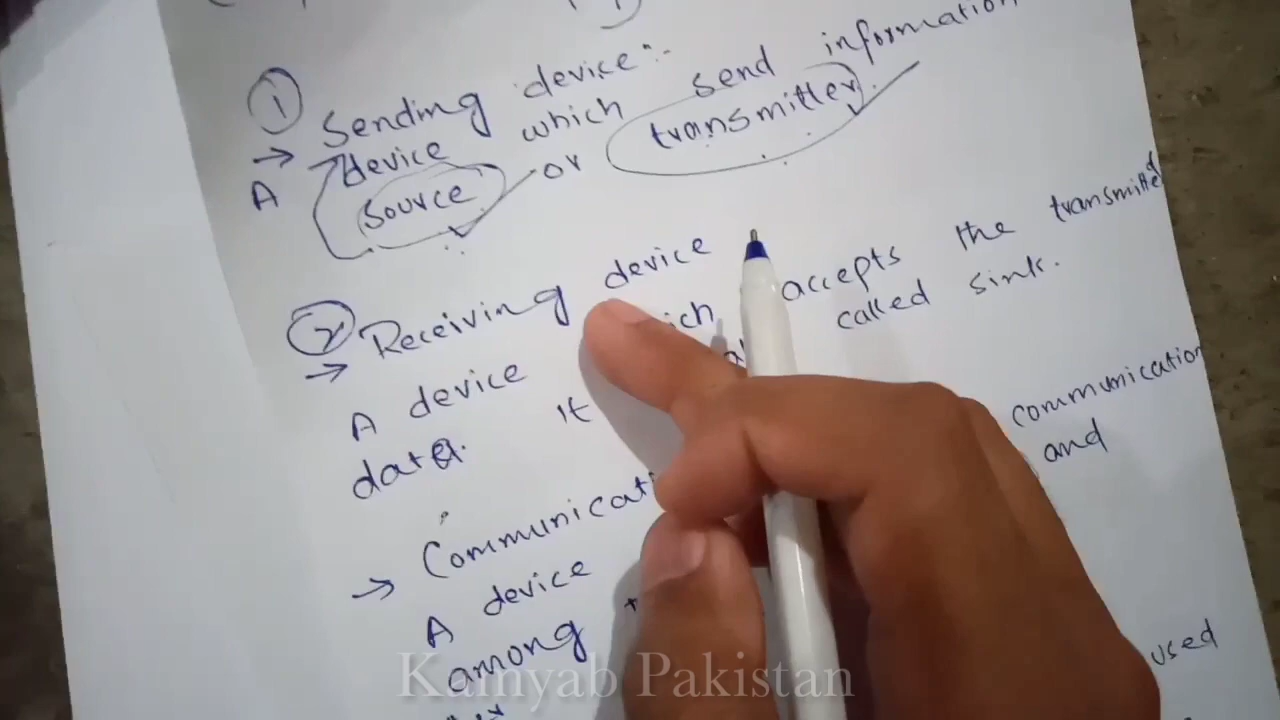 1 Sending device :-
→ A device which send information
source or transmitter.
2 Receiving device
→ A device accepts the transmitted
data. It called sink.
→ Communication
A device communication
among and
used
Kamyab Pakistan